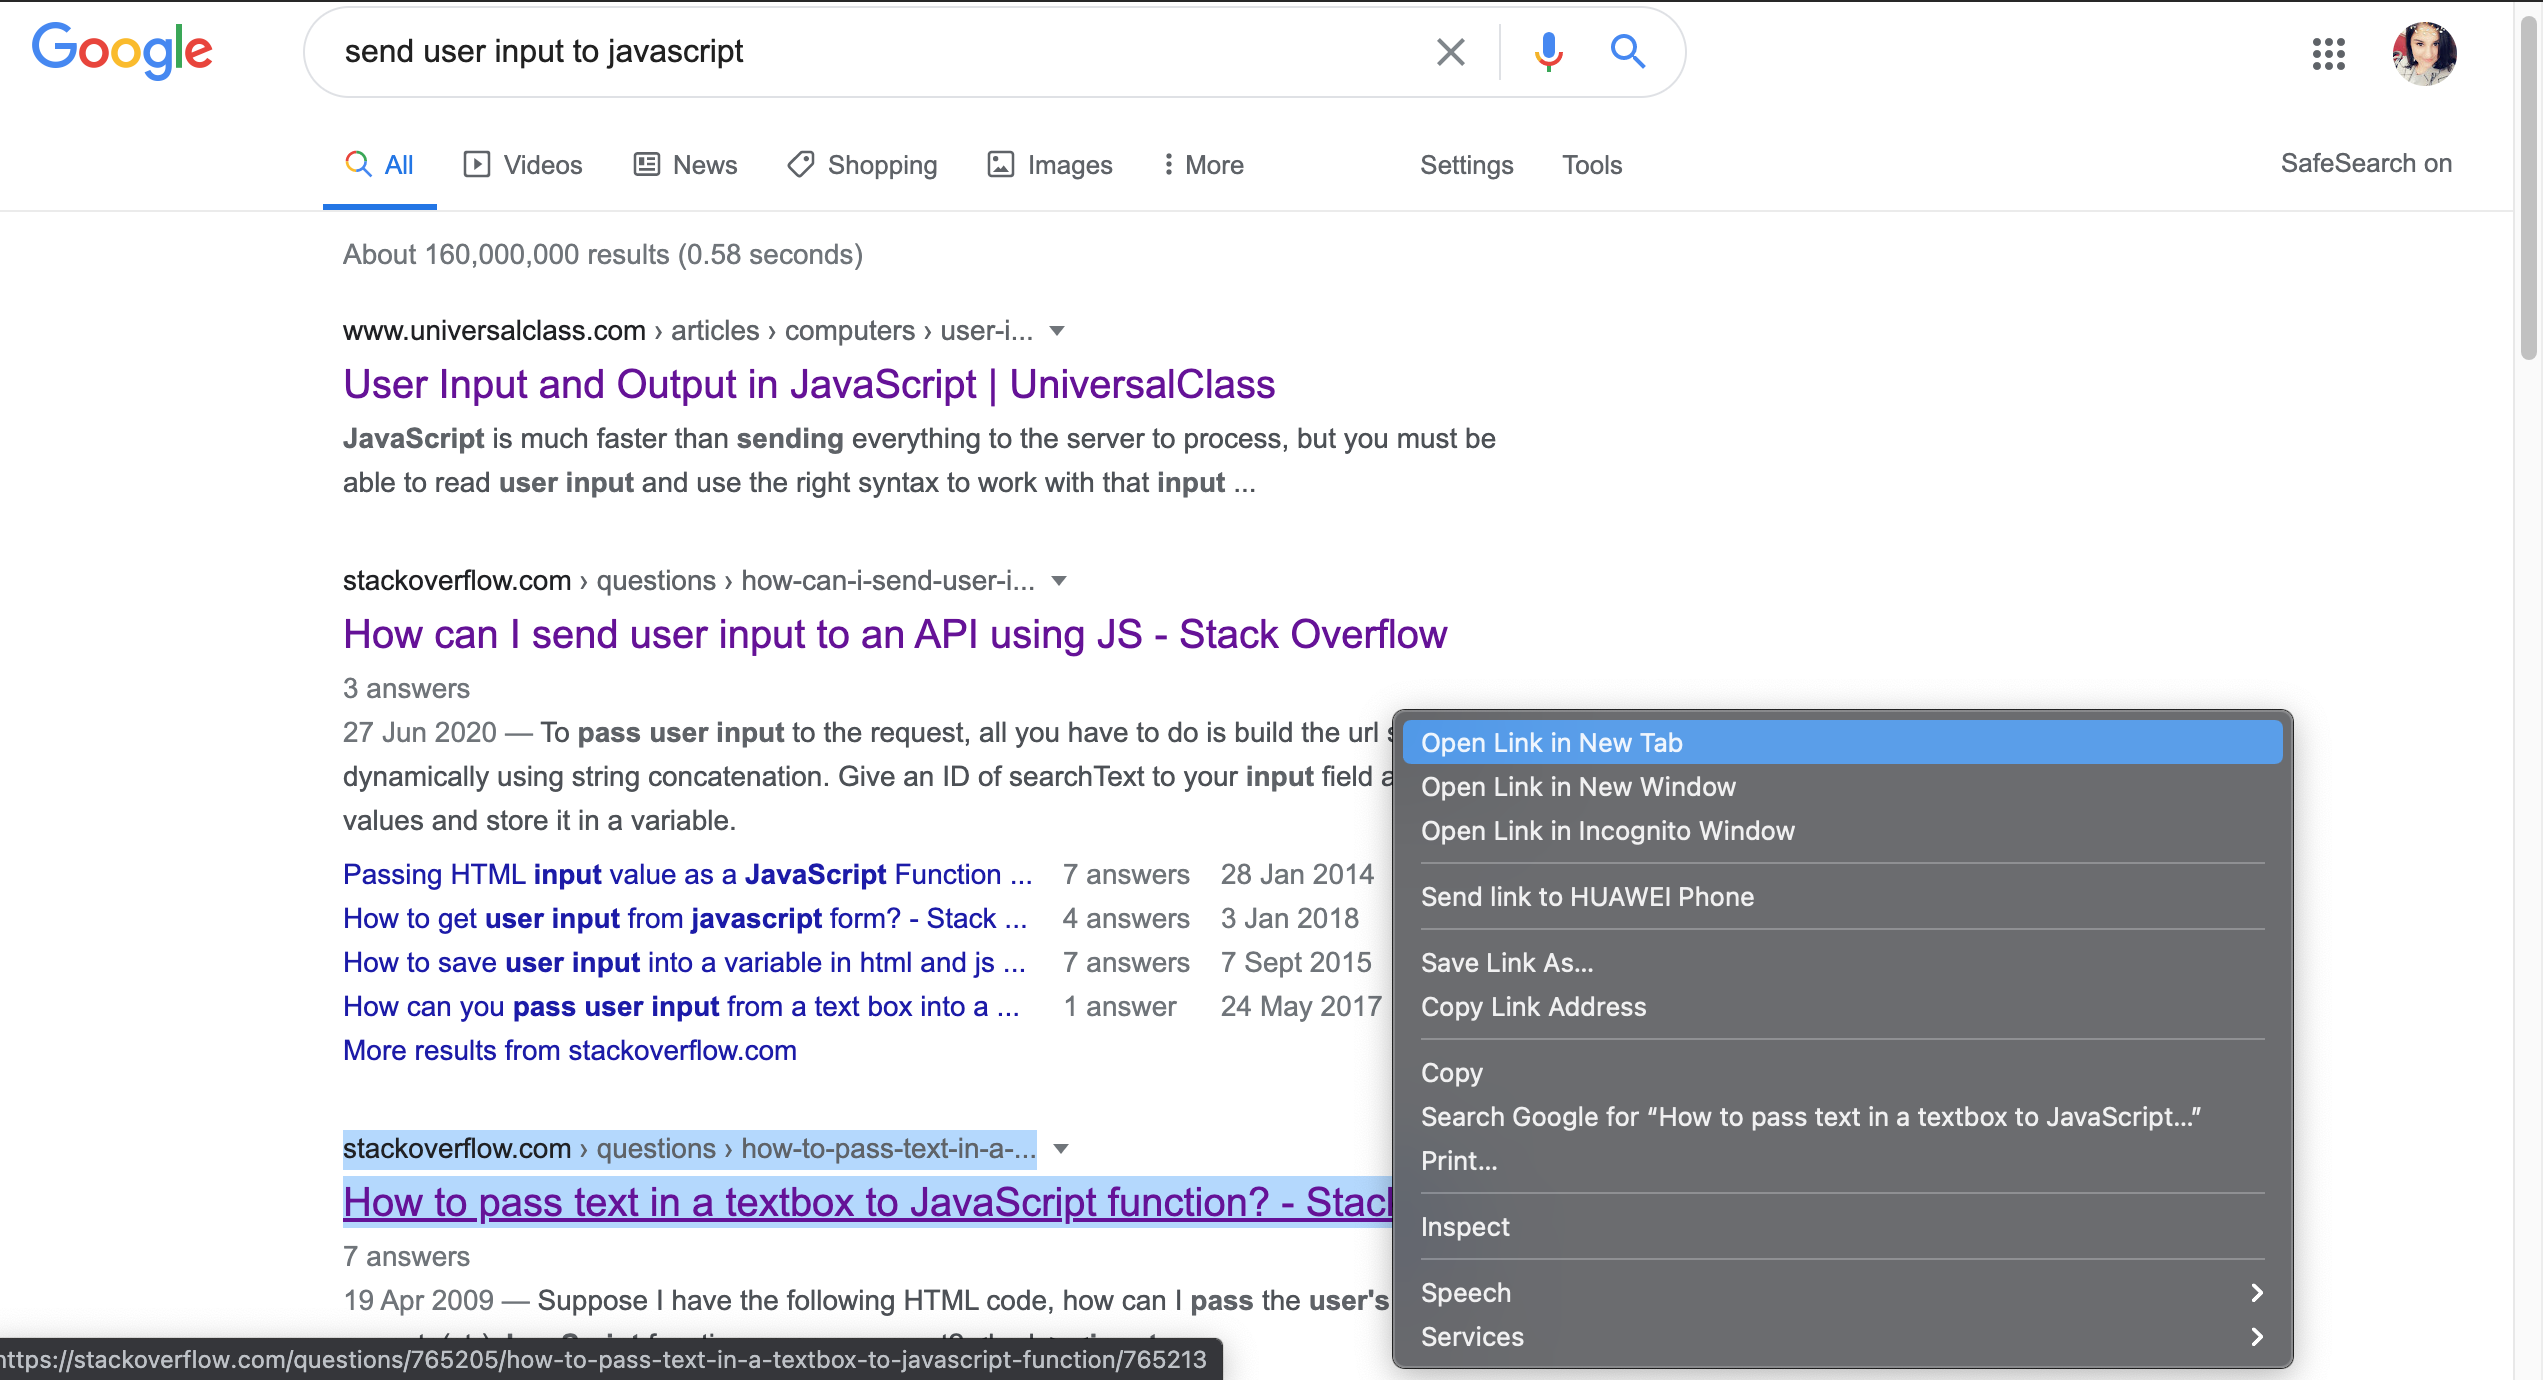 Google
send user input to javascript
All Videos News Shopping Images More Settings Tools SafeSearch on
About 160,000,000 results (0.58 seconds)
www.universalclass.com › articles › computers › user-i...
User Input and Output in JavaScript | UniversalClass
JavaScript is much faster than sending everything to the server to process, but you must be
able to read user input and use the right syntax to work with that input ...
stackoverflow.com › questions › how-can-i-send-user-i...
How can I send user input to an API using JS - Stack Overflow
3 answers
27 Jun 2020 — To pass user input to the request, all you have to do is build the url
dynamically using string concatenation. Give an ID of searchText to your input field
values and store it in a variable.
Passing HTML input value as a JavaScript Function ... 7 answers 28 Jan 2014
How to get user input from javascript form? - Stack ... 4 answers 3 Jan 2018
How to save user input into a variable in html and js ... 7 answers 7 Sept 2015
How can you pass user input from a text box into a ... 1 answer 24 May 2017
More results from stackoverflow.com
stackoverflow.com › questions › how-to-pass-text-in-a-...
How to pass text in a textbox to JavaScript function? - Stac
7 answers
19 Apr 2009 — Suppose I have the following HTML code, how can I pass the user's
https://stackoverflow.com/questions/765205/how-to-pass-text-in-a-textbox-to-javascript-function/765213
Open Link in New Tab
Open Link in New Window
Open Link in Incognito Window
Send link to HUAWEI Phone
Save Link As...
Copy Link Address
Copy
Search Google for “How to pass text in a textbox to JavaScript...”
Print...
Inspect
Speech
Services